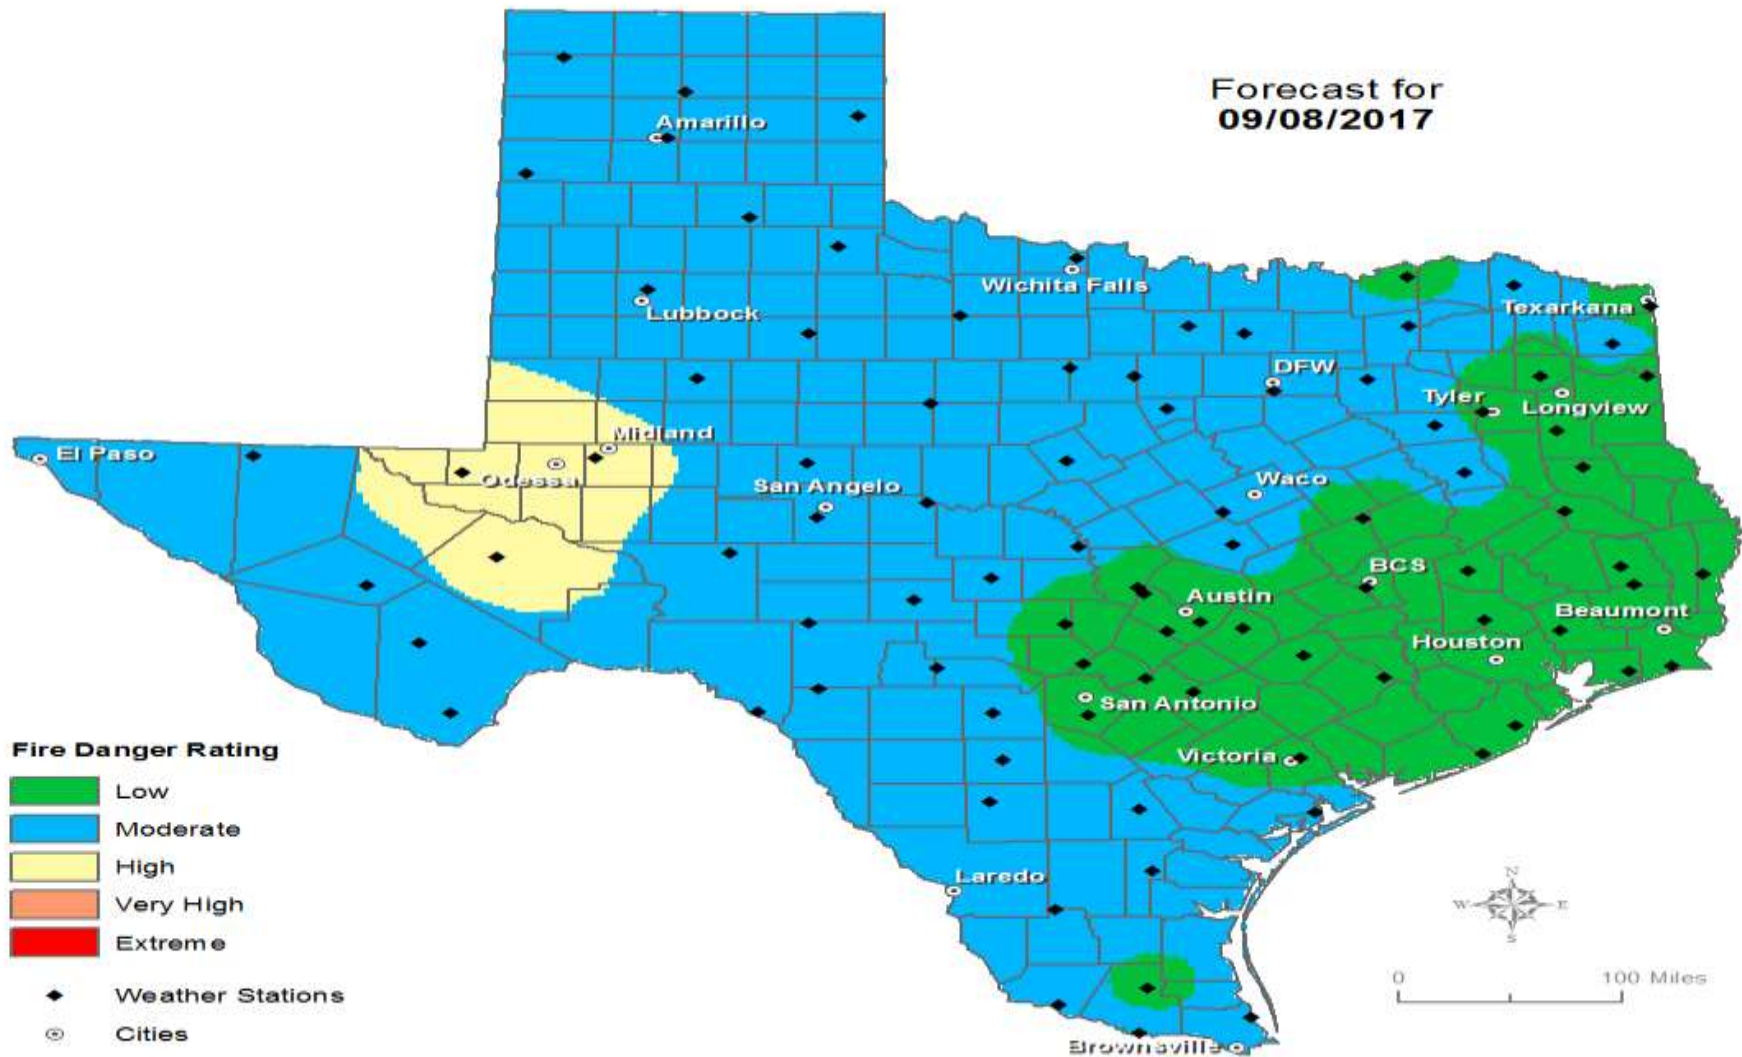 Forecast for
09/08/2017
Amarillo
Wichita Falls
Lubbock
Texarkana
DFW
Tyler
Longview
Midland
El Paso
Odessa
San Angelo
Waco
BCS
Austin
Beaumont
Houston
San Antonio
Victoria
Laredo
Brownsville
Fire Danger Rating
Low
Moderate
High
Very High
Extreme
Weather Stations
Cities
N
W E
S
0 100 Miles